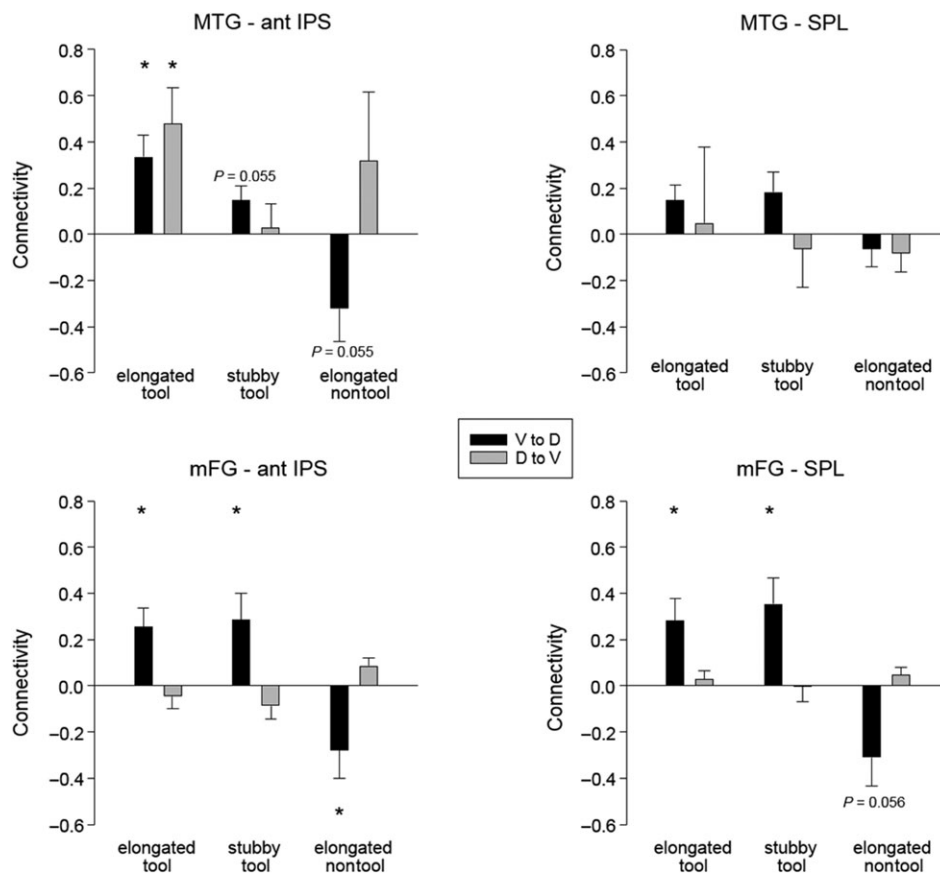 MTG - ant IPS
Connectivity
0.8
0.6
0.4
0.2
0.0
−0.2
−0.4
−0.6
* *
P = 0.055
P = 0.055
elongated
tool
stubby
tool
elongated
nontool
MTG - SPL
Connectivity
0.8
0.6
0.4
0.2
0.0
−0.2
−0.4
−0.6
elongated
tool
stubby
tool
elongated
nontool
V to D
D to V
mFG - ant IPS
Connectivity
0.8
0.6
0.4
0.2
0.0
−0.2
−0.4
−0.6
* *
*
elongated
tool
stubby
tool
elongated
nontool
mFG - SPL
Connectivity
0.8
0.6
0.4
0.2
0.0
−0.2
−0.4
−0.6
* *
P = 0.056
elongated
tool
stubby
tool
elongated
nontool